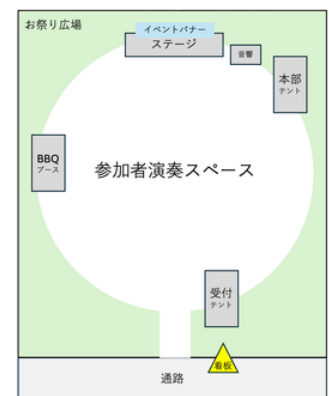 お祭り広場
イベントバナー
ステージ
音響
本部
テント
BBQ
ブース
参加者演奏スペース
受付
テント
看板
通路